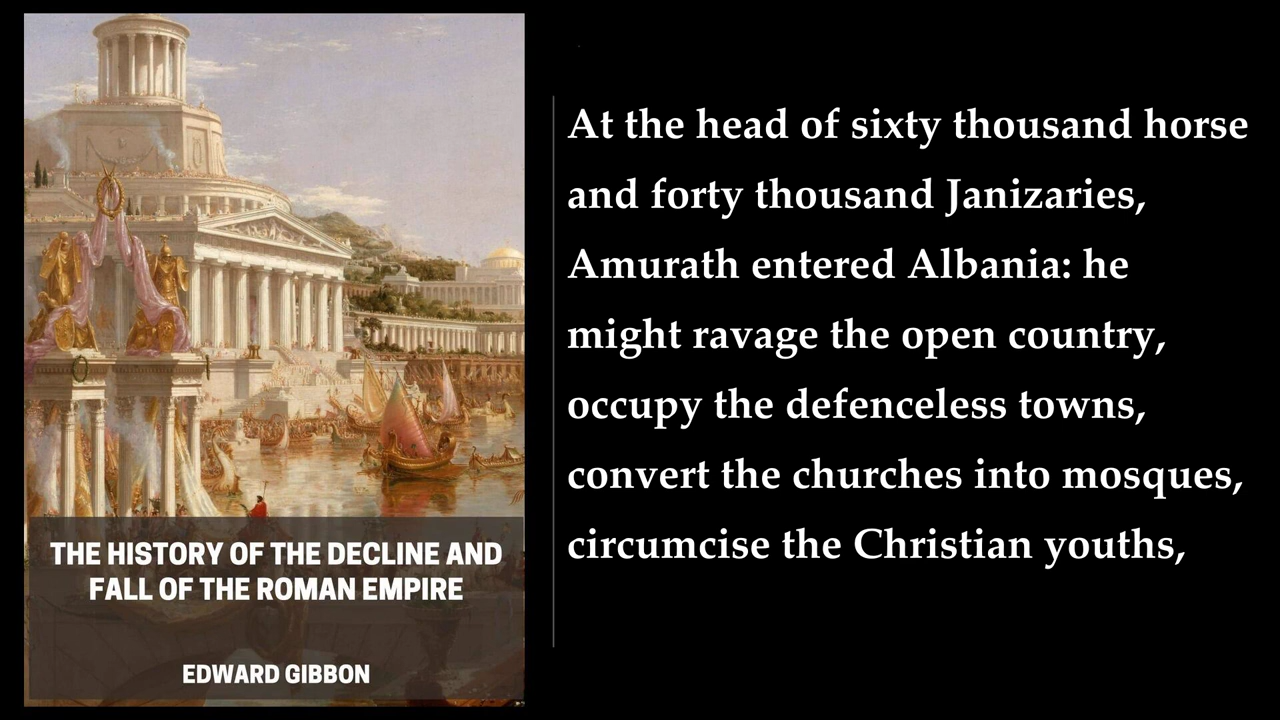 THE HISTORY OF THE DECLINE AND
FALL OF THE ROMAN EMPIRE
EDWARD GIBBON
At the head of sixty thousand horse
and forty thousand Janizaries,
Amurath entered Albania: he
might ravage the open country,
occupy the defenceless towns,
convert the churches into mosques,
circumcise the Christian youths,